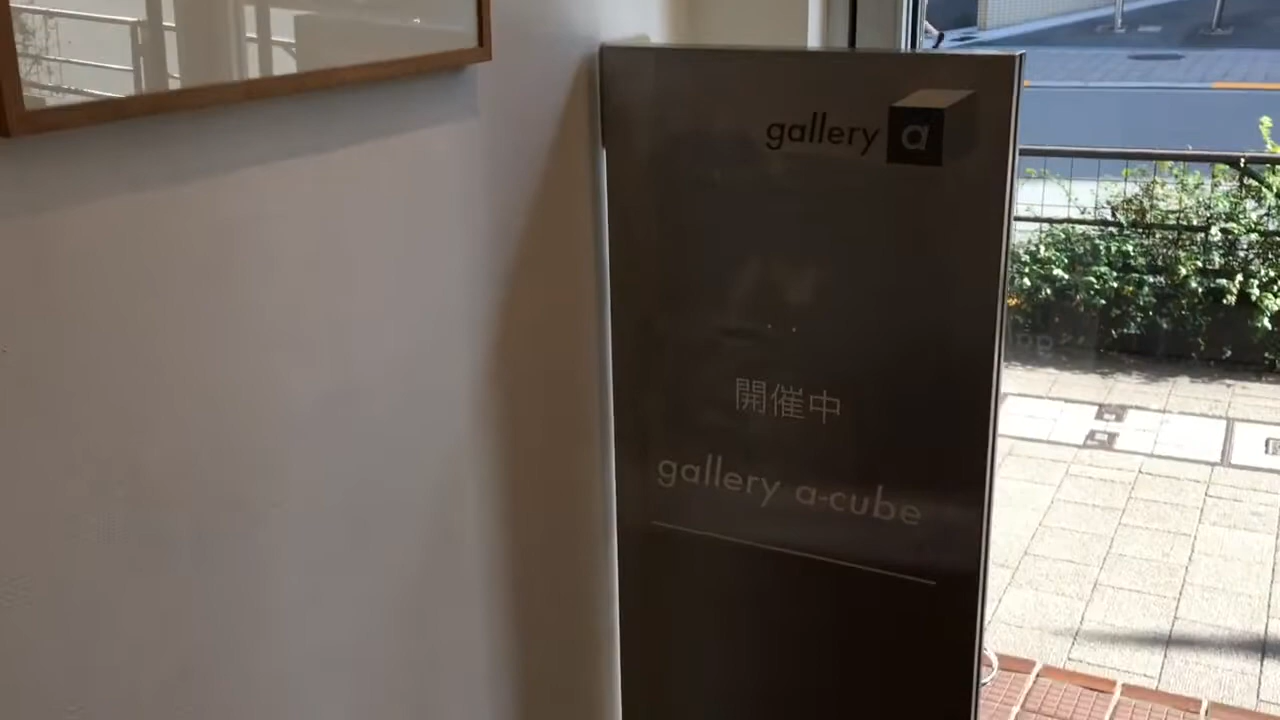 gallery a
開催中
gallery a-cube